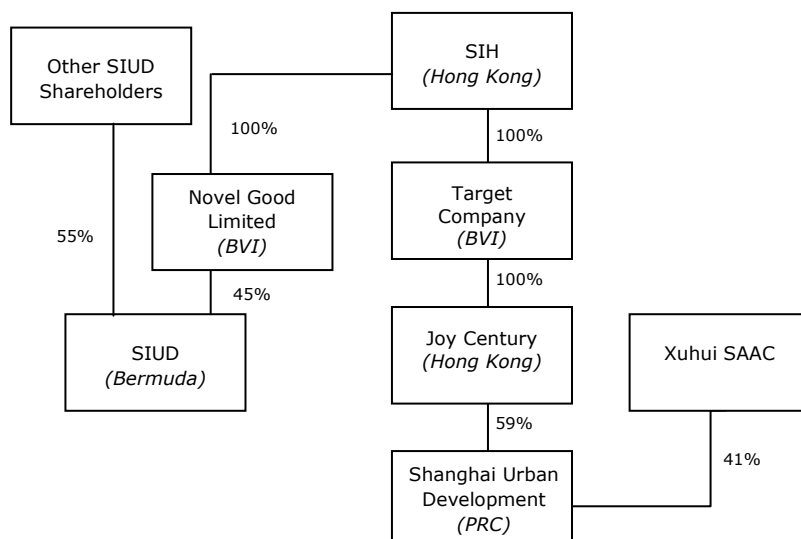 Other SIUD
Shareholders
SIH
(Hong Kong)
100%
100%
Novel Good
Limited
(BVI)
Target
Company
(BVI)
55%
45%
100%
SIUD
(Bermuda)
Joy Century
(Hong Kong)
Xuhui SAAC
59%
41%
Shanghai Urban
Development
(PRC)